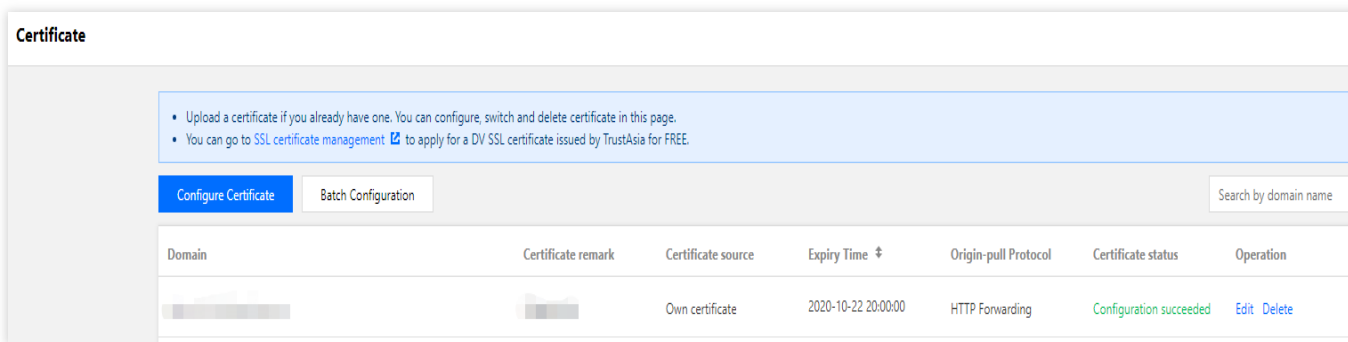 Certificate
Upload a certificate if you already have one. You can configure, switch and delete certificate in this page.
You can go to SSL certificate management to apply for a DV SSL certificate issued by TrustAsia for FREE.
Configure Certificate Batch Configuration Search by domain name
Domain Certificate remark Certificate source Expiry Time Origin-pull Protocol Certificate status Operation
Own certificate 2020-10-22 20:00:00 HTTP Forwarding Configuration succeeded Edit Delete